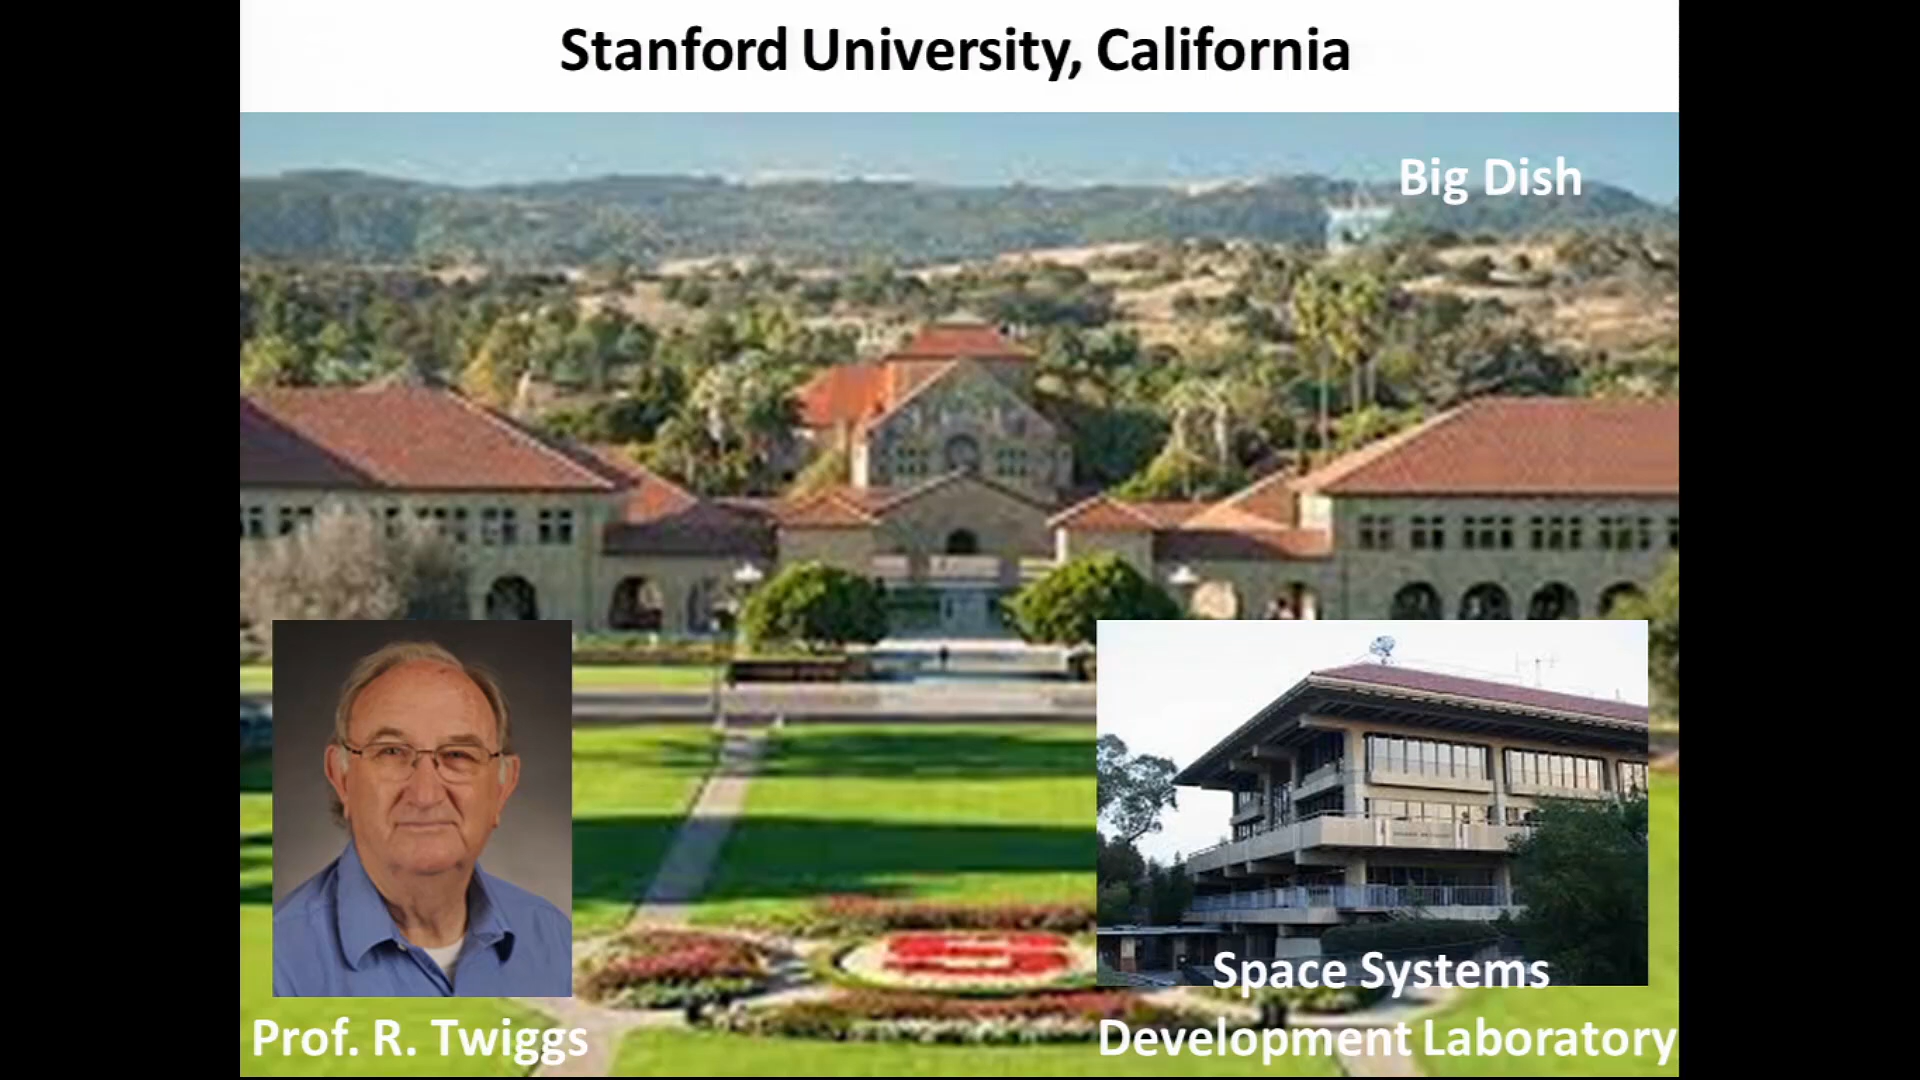 Stanford University, California
Big Dish
Prof. R. Twiggs
Space Systems
Development Laboratory